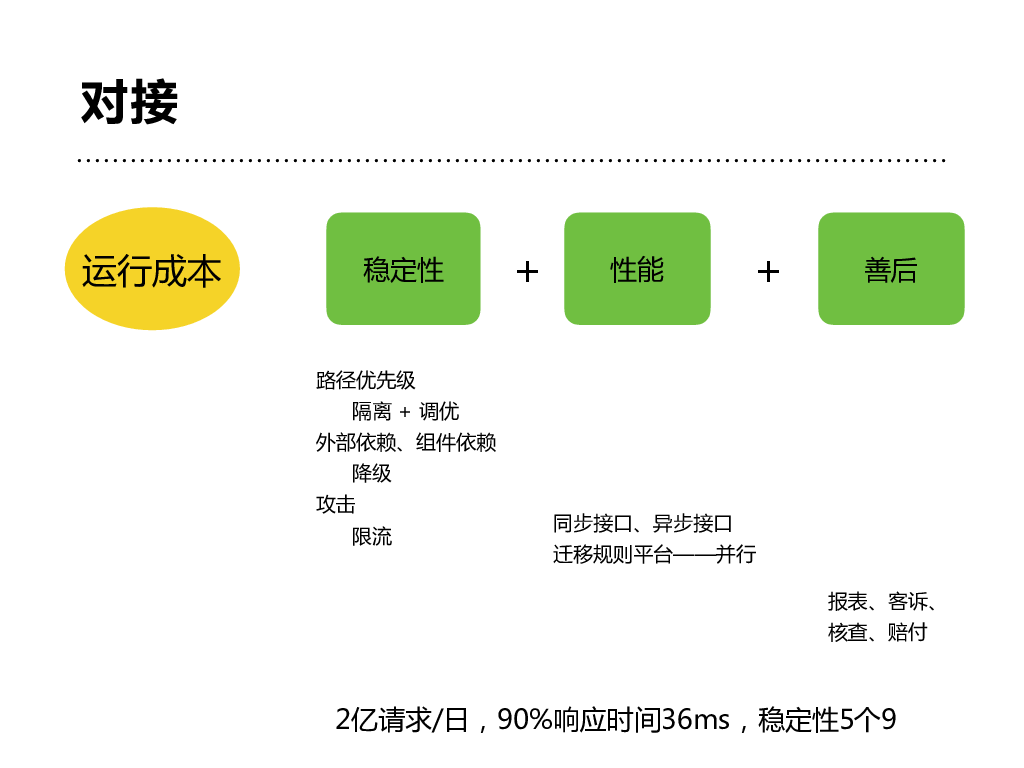 对接
运行成本
稳定性
+
性能
+
善后
路径优先级
隔离 + 调优
外部依赖、组件依赖
降级
攻击
限流
同步接口、异步接口
迁移规则平台——并行
报表、客诉、
核查、赔付
2亿请求/日，90%响应时间36ms，稳定性5个9